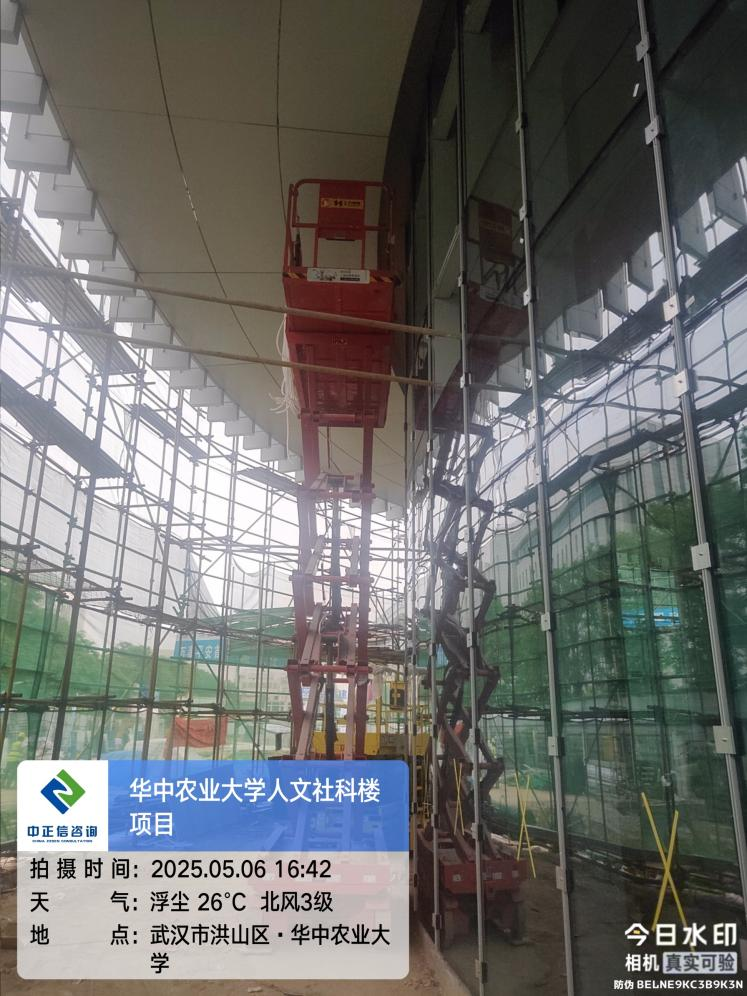 中正信咨询
华中农业大学人文社科楼
项目
拍摄时间：2025.05.06 16:42
天气：浮尘 26°C 北风3级
地点：武汉市洪山区·华中农业大
学
今日水印
相机 真实可验
防伪 BELNE9KC3B9K3N